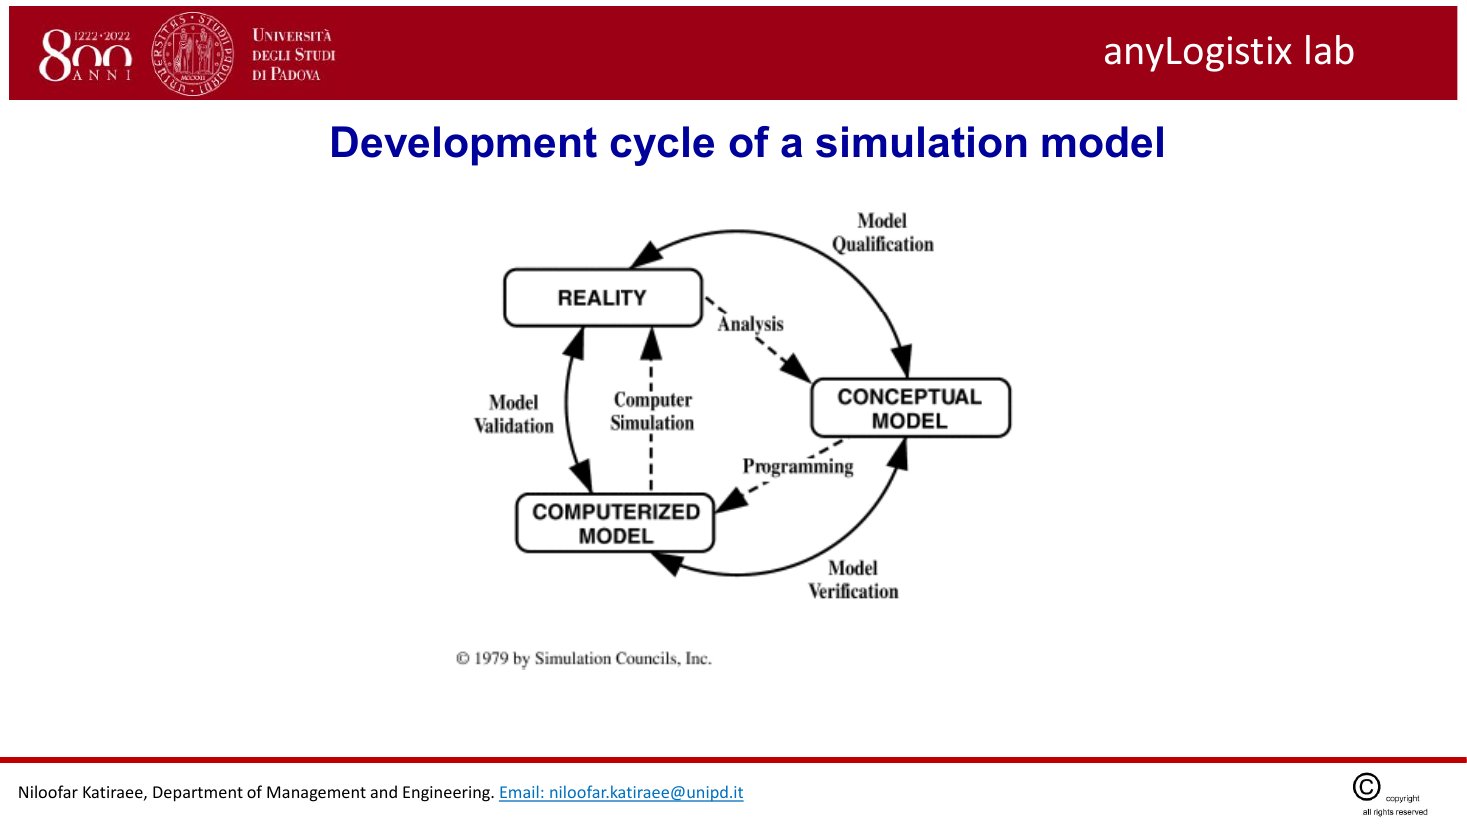 1222·2022
800
ANNI
UNIVERSITÀ
DEGLI STUDI
DI PADOVA
anyLogistix lab
Development cycle of a simulation model
Model
Qualification
REALITY
Analysis
CONCEPTUAL
MODEL
Model
Validation
Computer
Simulation
Programming
COMPUTERIZED
MODEL
Model
Verification
© 1979 by Simulation Councils, Inc.
Niloofar Katiraee, Department of Management and Engineering. Email: niloofar.katiraee@unipd.it
© copyright
all rights reserved